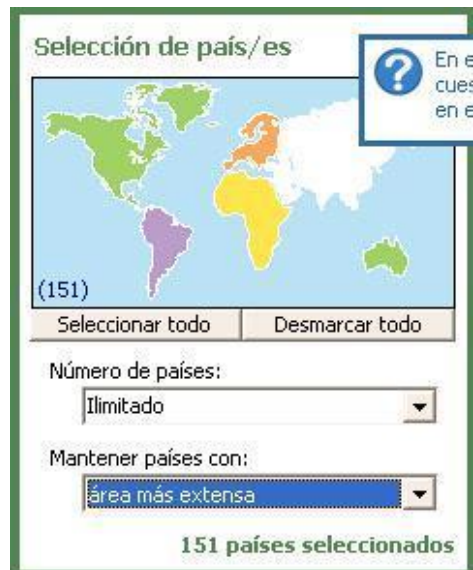 Selección de país/es
En e
cues
en e
(151)
Seleccionar todo
Desmarcar todo
Número de países:
Ilimitado
Mantener países con:
área más extensa
151 países seleccionados